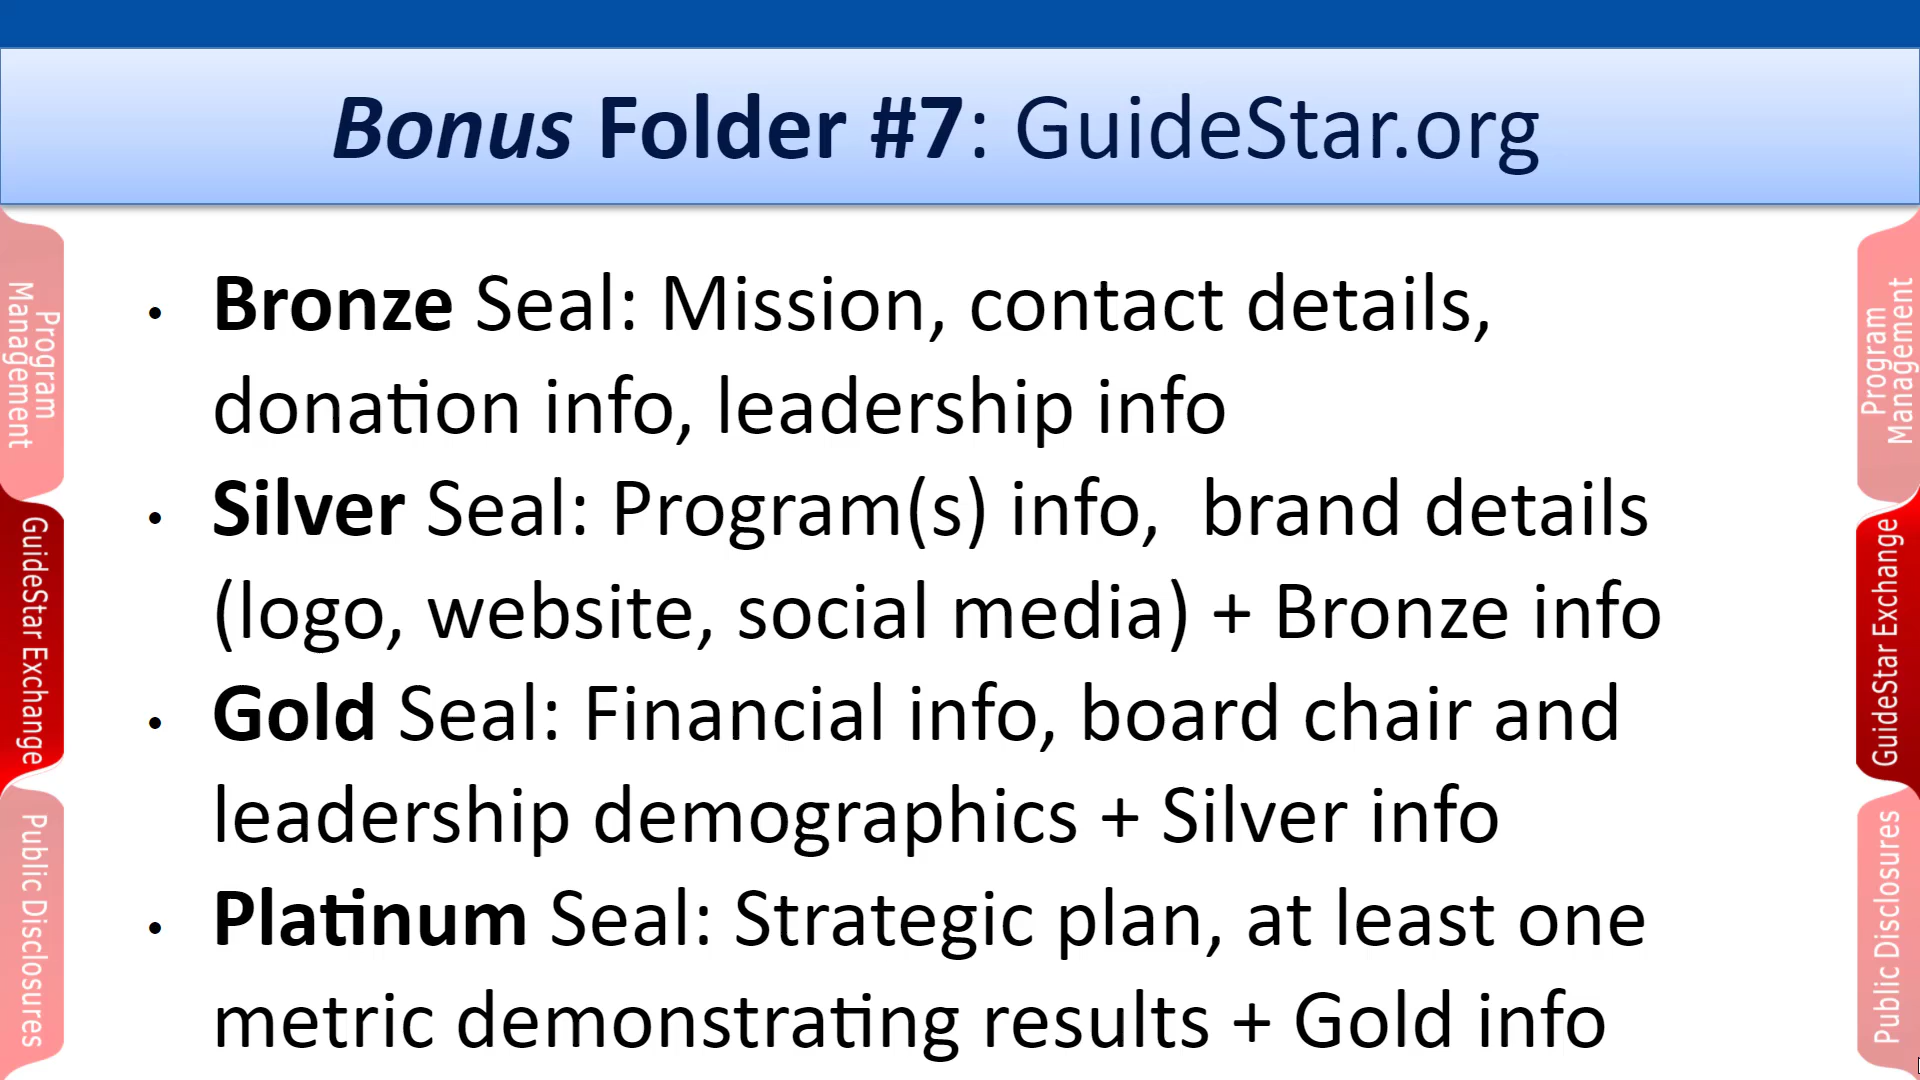 Bonus Folder #7: GuideStar.org
• Bronze Seal: Mission, contact details,
donation info, leadership info
• Silver Seal: Program(s) info,  brand details
(logo, website, social media) + Bronze info
• Gold Seal: Financial info, board chair and
leadership demographics + Silver info
• Platinum Seal: Strategic plan, at least one
metric demonstrating results + Gold info
Program
Management
GuideStar Exchange
Public Disclosures
Program
Management
GuideStar Exchange
Public Disclosures